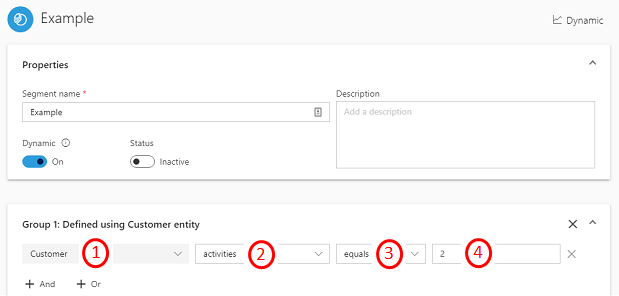 Example
Dynamic
Properties
Segment name *
Example
Description
Add a description
Dynamic
Status
On
Inactive
Group 1: Defined using Customer entity
Customer 1 activities 2 equals 3 2 4
+ And + Or